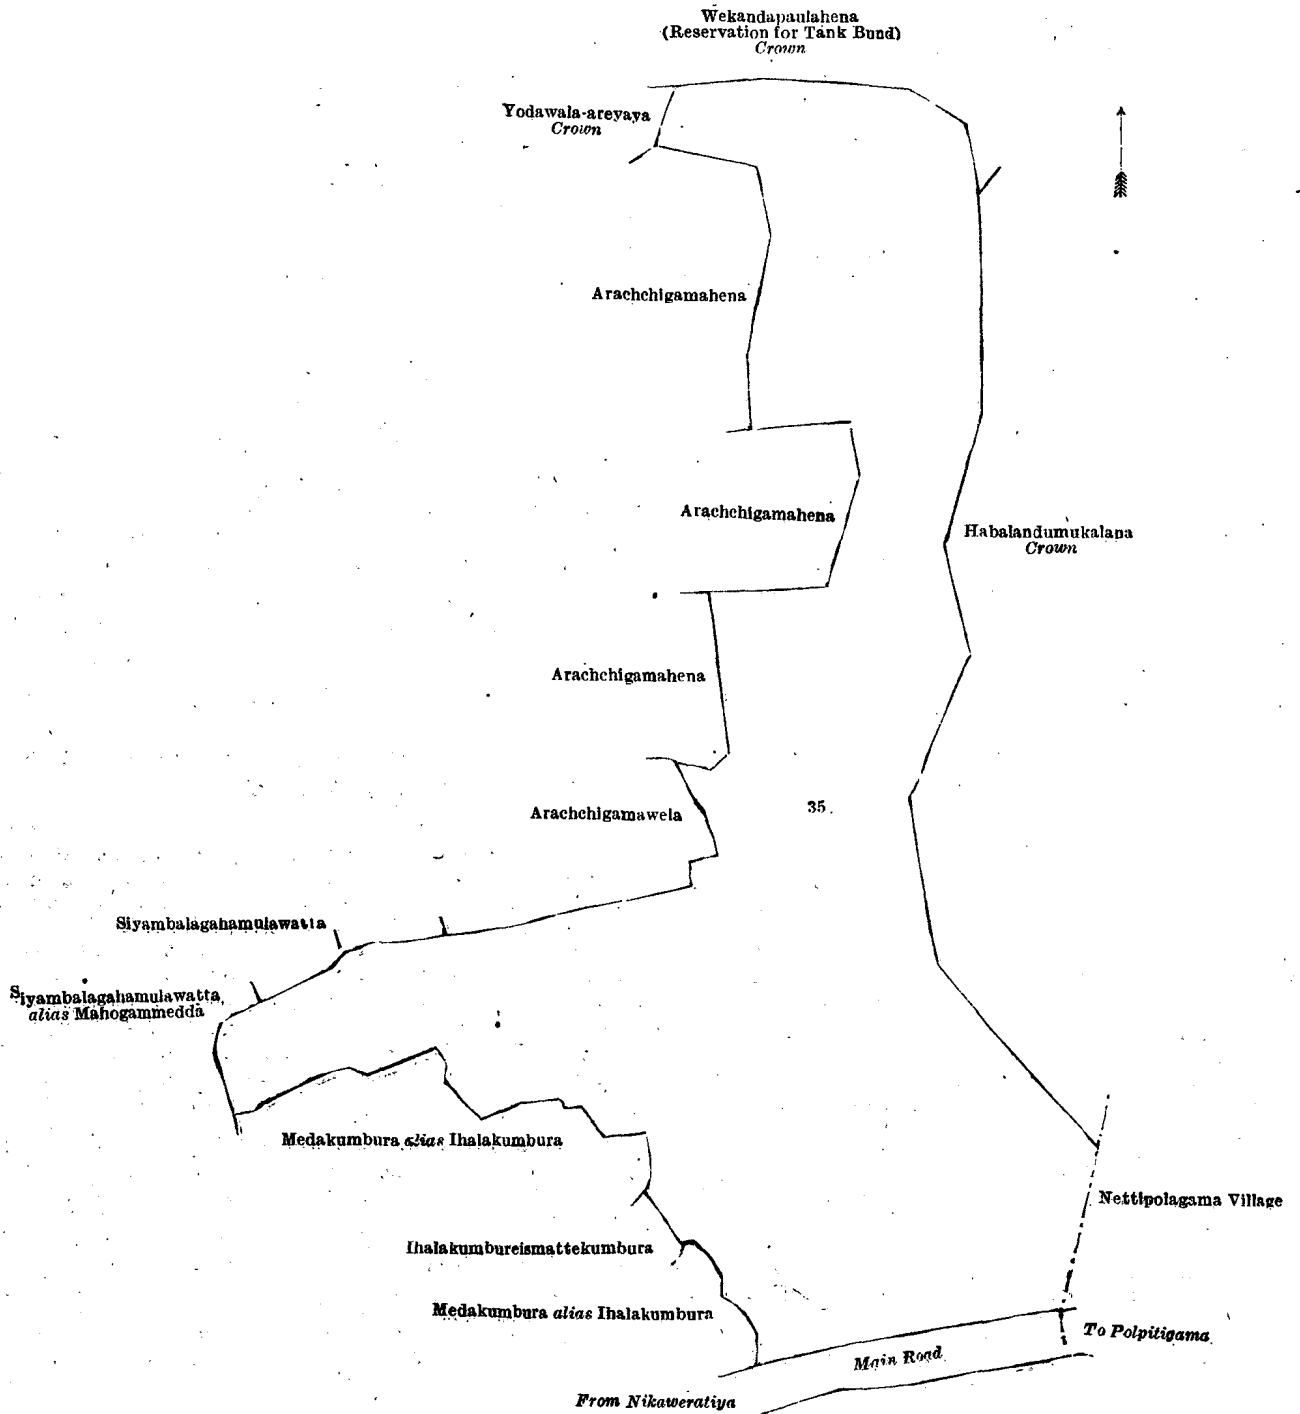 Wekandapaulahena
(Reservation for Tank Bund)
Crown
Yodawala-areyaya
Crown
Arachchigamahena
Arachchigamahena
Habalandumukalana
Crown
Arachchigamahena
Arachchigamawela
35.
Siyambalagahamulawatta
Siyambalagahamulawatta,
alias Mahogammedda
Medakumbura alias Ihalakumbura
Nettipolagama Village
Ihalakumbureismattekumbura
Medakumbura alias Ihalakumbura
To Polpitigama
Main Road
From Nikaweratiya